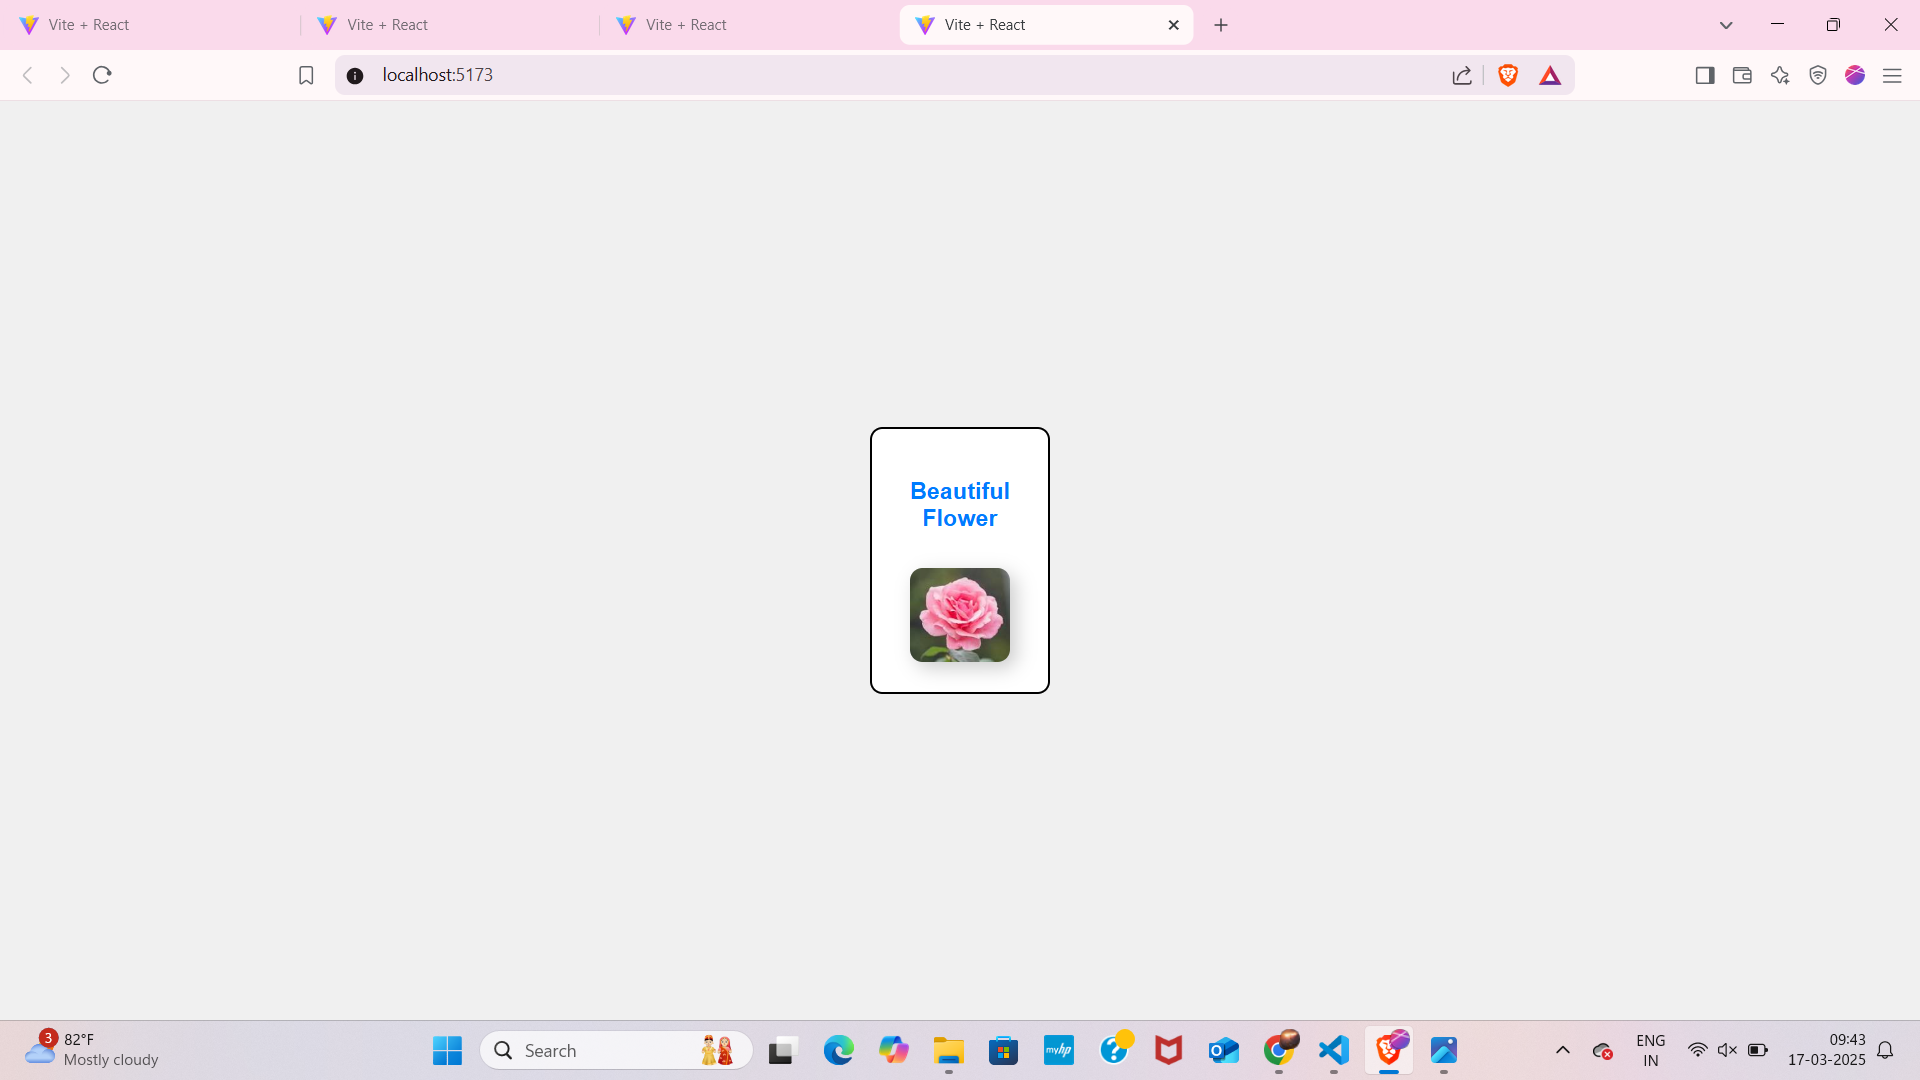 Vite + React
Vite + React
Vite + React
Vite + React
localhost:5173
Beautiful
Flower
3
82°F
Mostly cloudy
Search
myhp
ENG
IN
09:43
17-03-2025